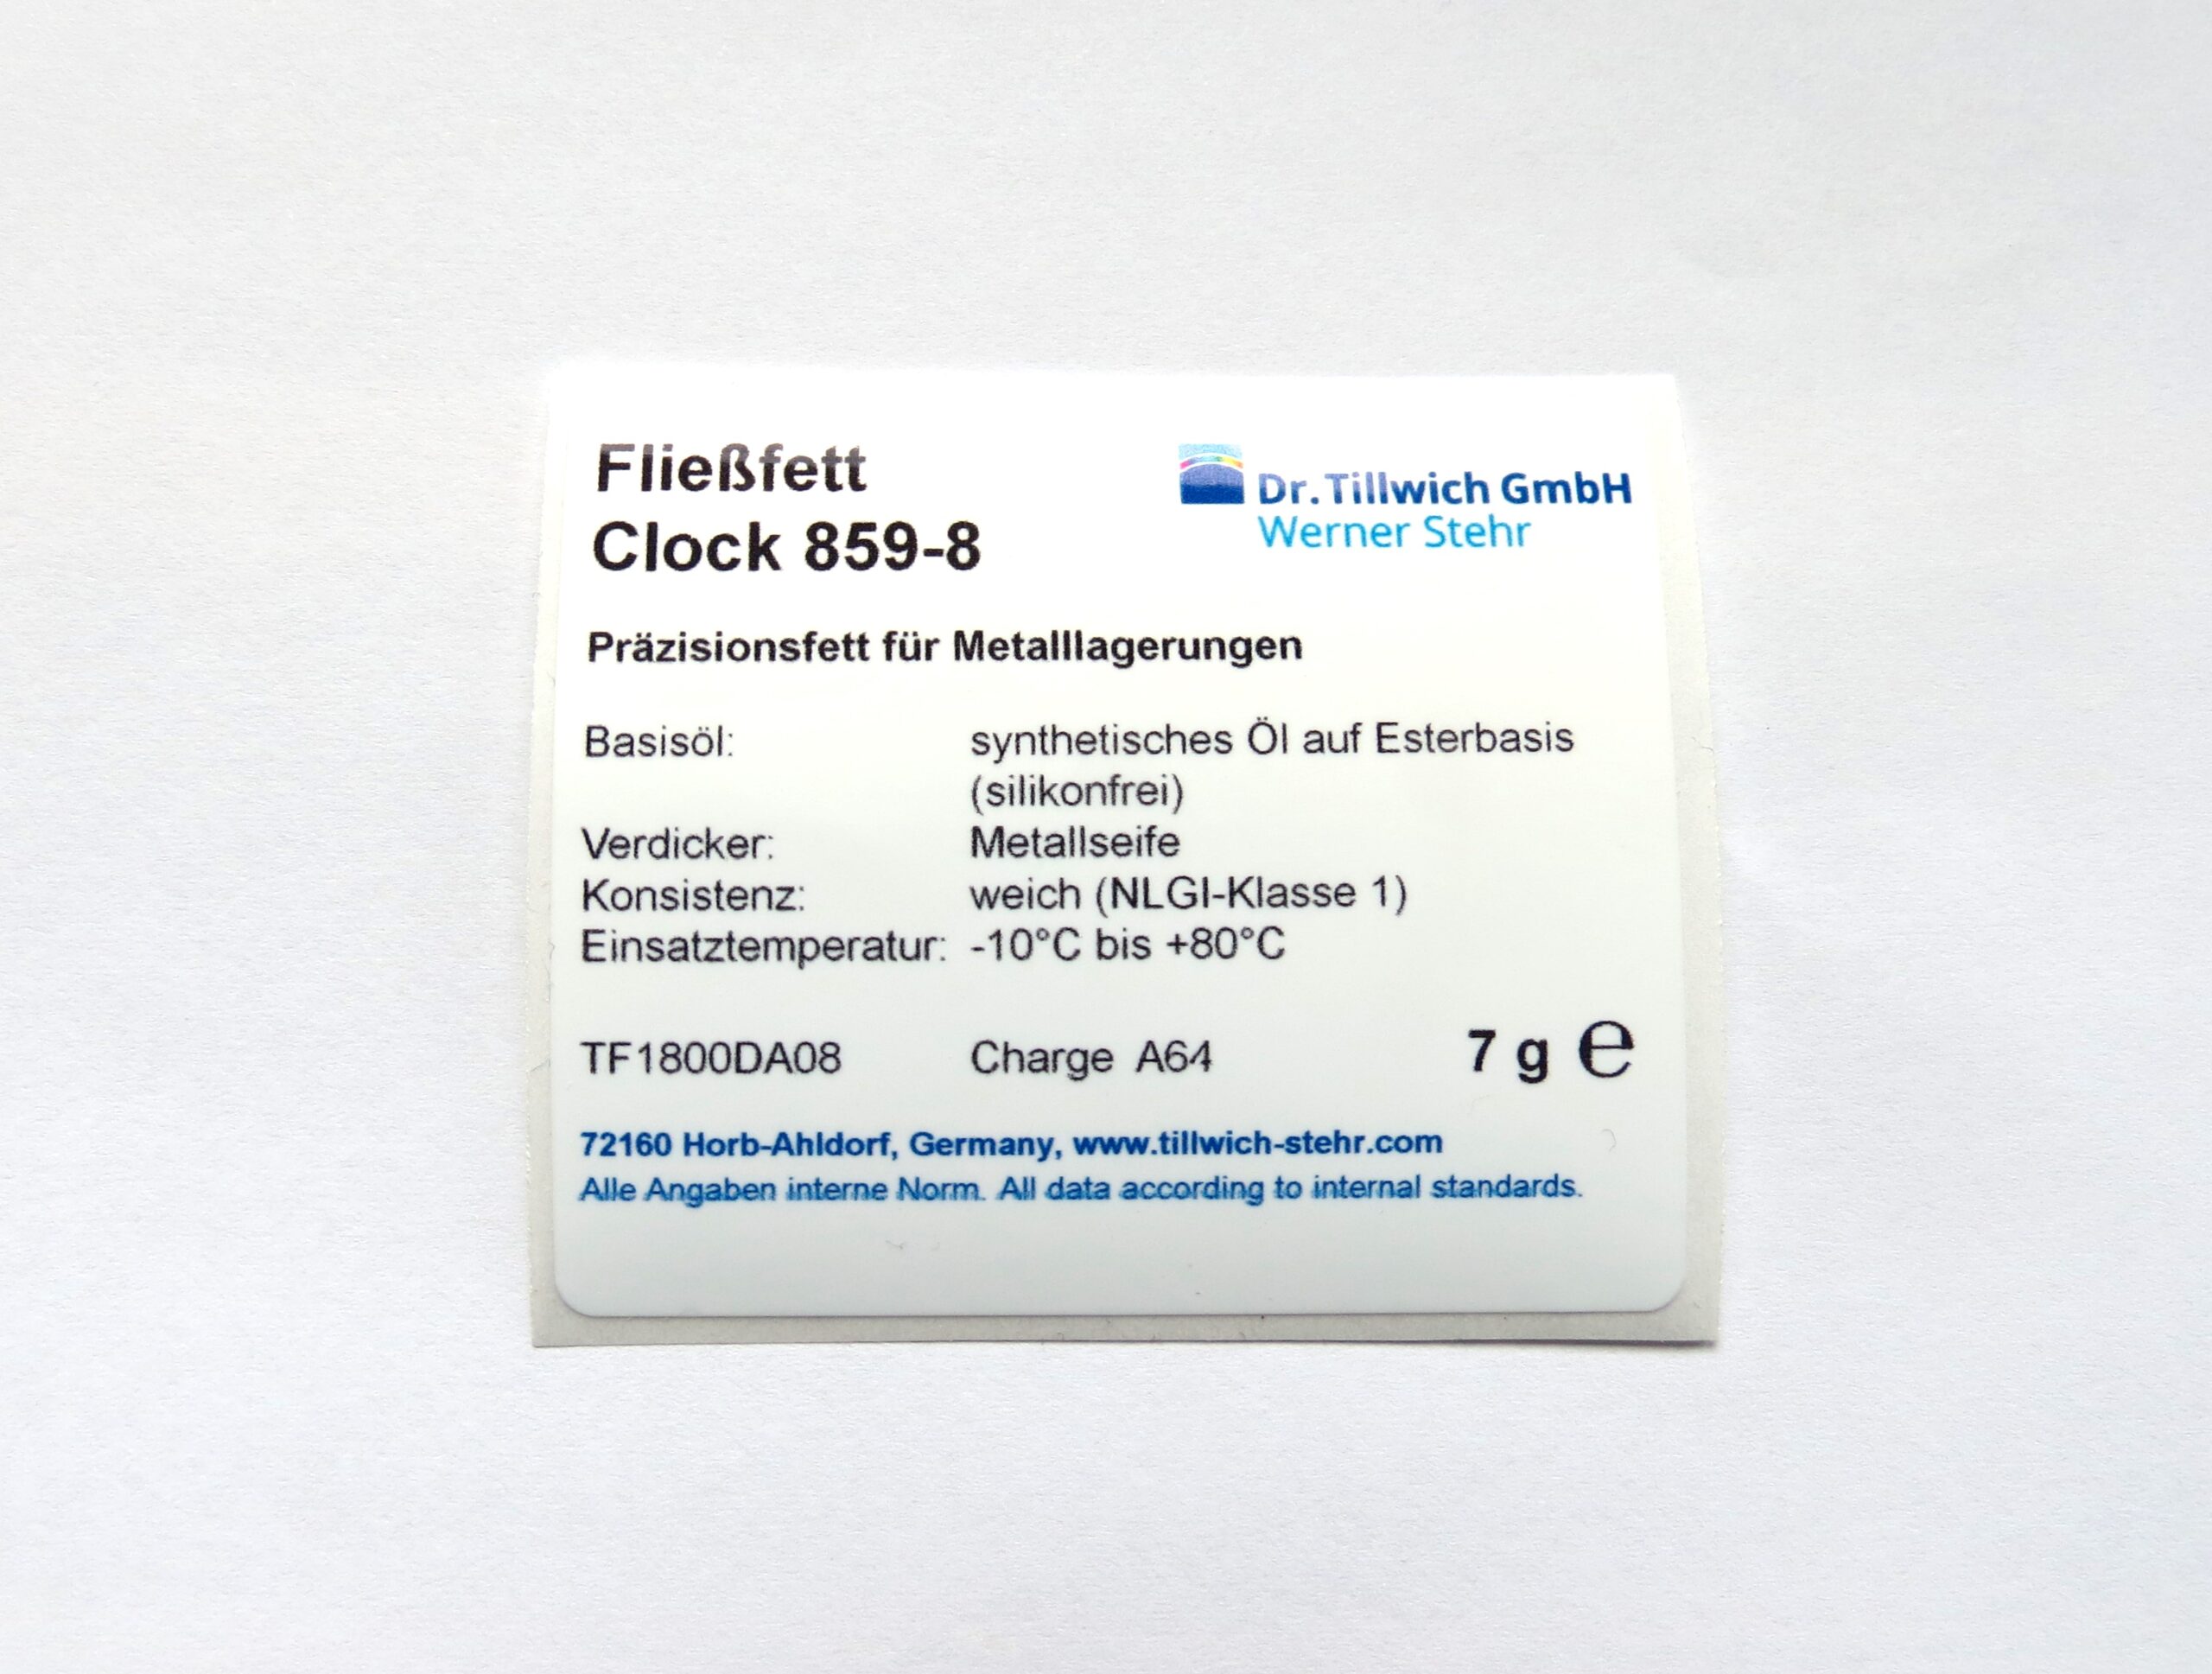 Fließfett
Clock 859-8
Dr. Tillwich GmbH
Werner Stehr
Präzisionsfett für Metalllagerungen
Basisöl: synthetisches Öl auf Esterbasis
(silikonfrei)
Verdicker: Metallseife
Konsistenz: weich (NLGI-Klasse 1)
Einsatztemperatur: -10°C bis +80°C
TF1800DA08 Charge A64 7 g ℮
72160 Horb-Ahldorf, Germany, www.tillwich-stehr.com
Alle Angaben interne Norm. All data according to internal standards.